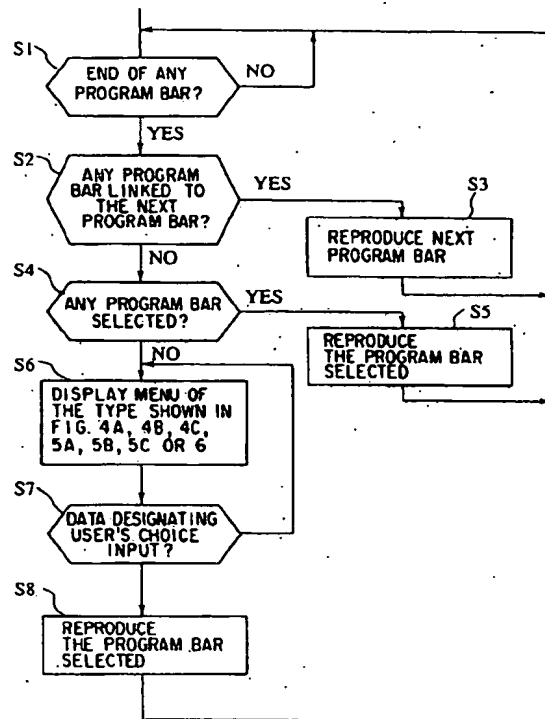 S1
END OF ANY
PROGRAM BAR?
NO
YES
S2
ANY PROGRAM
BAR LINKED TO
THE NEXT
PROGRAM BAR?
YES
NO
S3
REPRODUCE NEXT
PROGRAM BAR
S4
ANY PROGRAM BAR
SELECTED?
YES
NO
S5
REPRODUCE
THE PROGRAM BAR
SELECTED
S6
DISPLAY MENU OF
THE TYPE SHOWN IN
FIG. 4A, 4B, 4C,
5A, 5B, 5C OR 6
S7
DATA DESIGNATING
USER'S CHOICE
INPUT?
S8
REPRODUCE
THE PROGRAM BAR
SELECTED